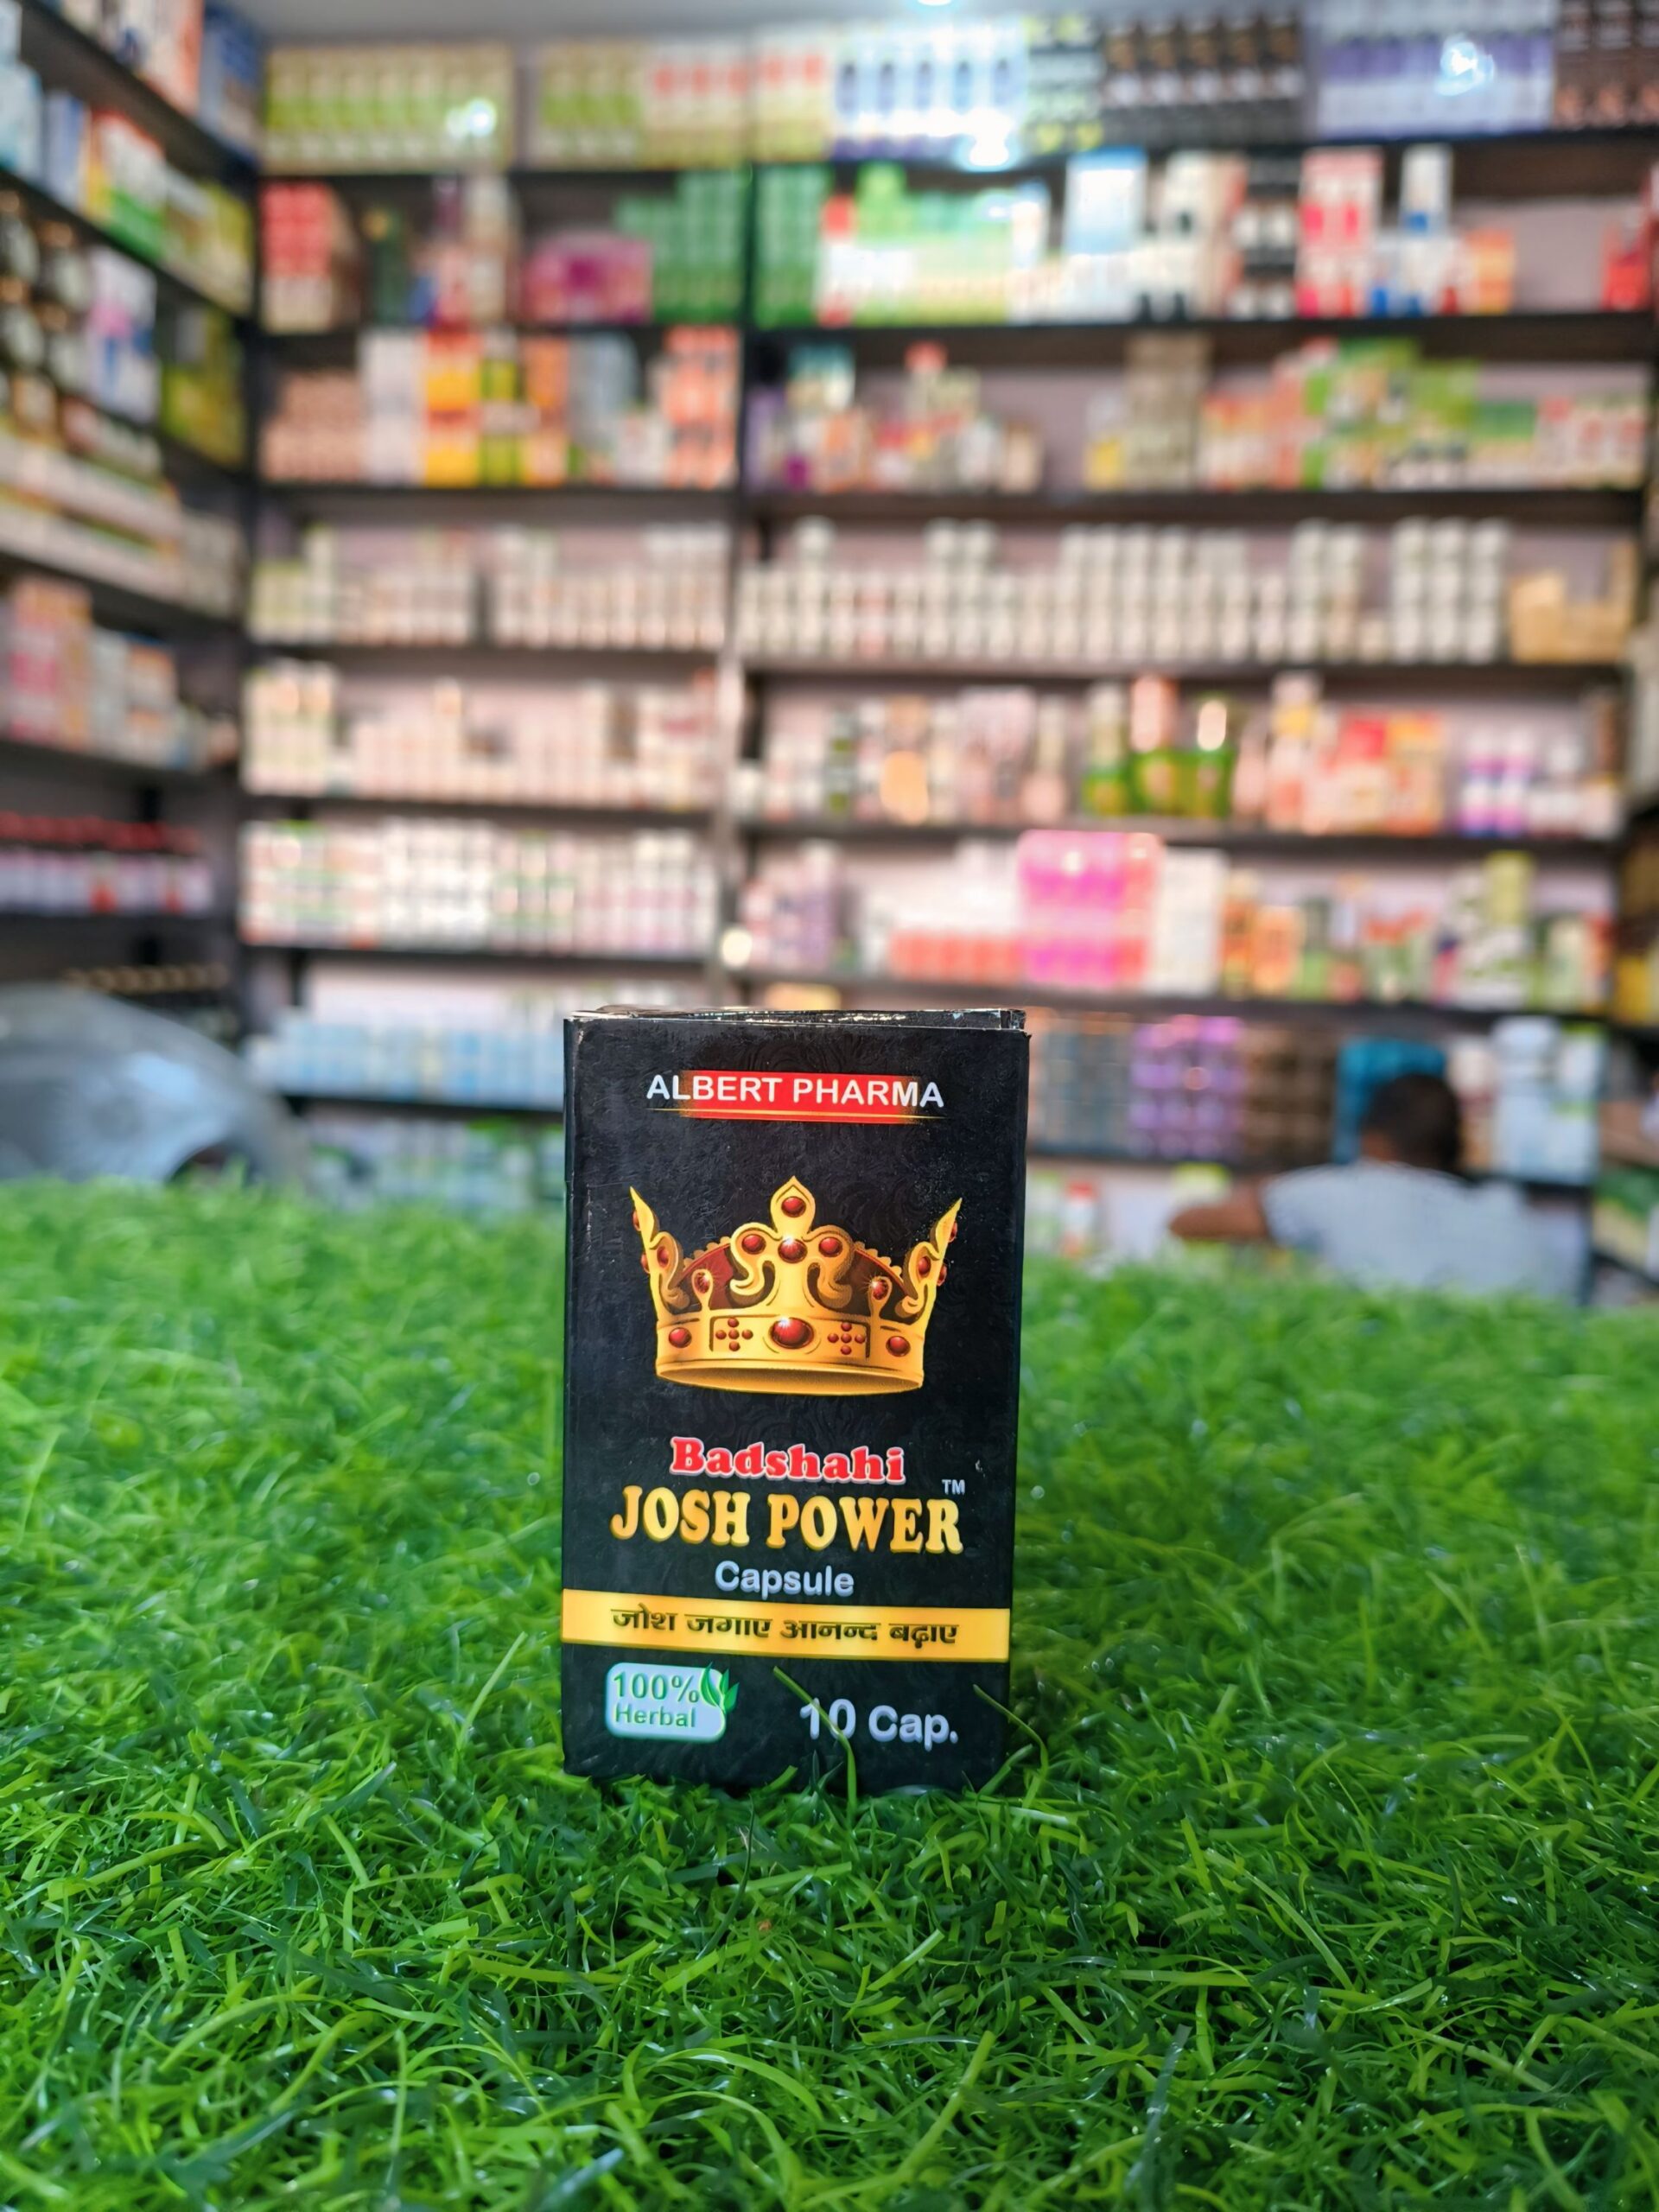 ALBERT PHARMA
Badshahi
JOSH POWER™
Capsule
जोश जगाए आनन्द बढ़ाए
100%
Herbal
10 Cap.